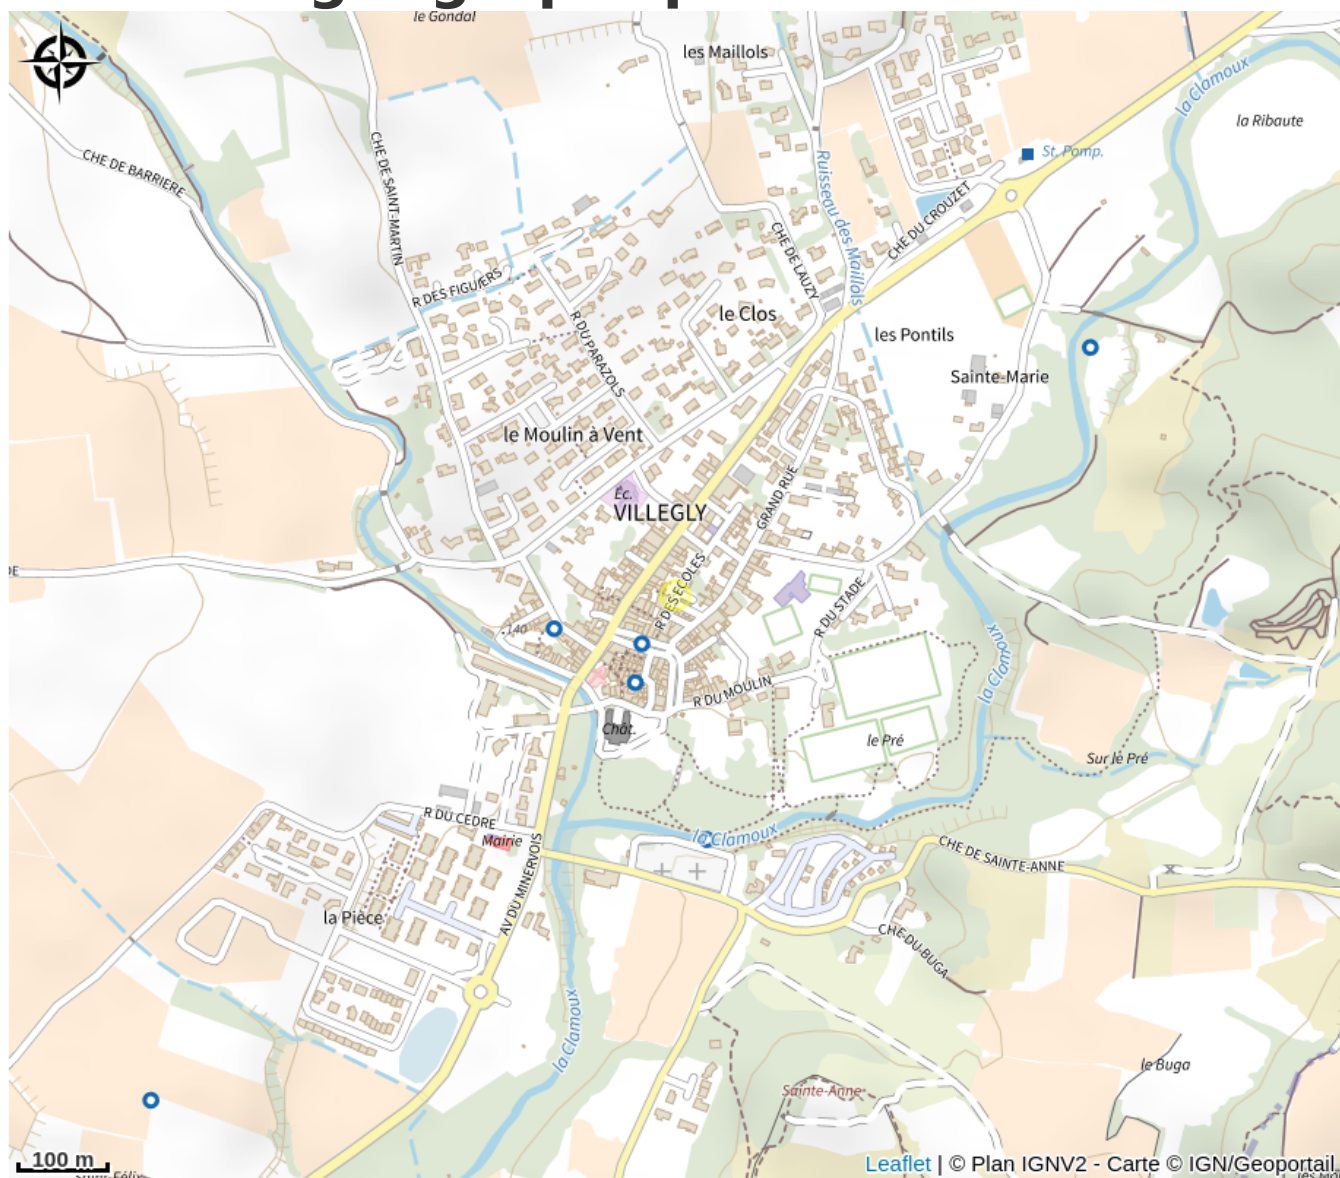 le Gondal
les Maillols
la Clamoux
la Ribaute
St. Pomp.
CHE DE BARRIERE
CHE DE SAINT-MARTIN
Ruisseau des Maillols
CHE DU CROUZET
CHE DE LAUZY
R DES FIGUIERS
le Clos
R DU PARAZOLS
les Pontils
Sainte-Marie
le Moulin à Vent
Éc.
VILLEGLY
GRAND RUE
R DES ECOLES
DE
R DU STADE
.140
la Clamoux
R DU MOULIN
Chât.
le Pré
Sur le Pré
R DU CEDRE
Mairie
la Clamoux
CHE DE SAINTE-ANNE
AV DU MINERVOIS
la Pièce
CHE DU BUGA
la Clamoux
le Buga
Sainte-Anne
100 m
Leaflet | © Plan IGNV2 - Carte © IGN/Geoportail